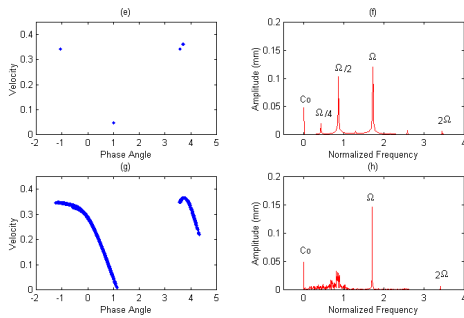 (e)
Velocity
0.4
0.3
0.2
0.1
0
-2 -1 0 1 2 3 4 5
Phase Angle
(f)
Amplitude (mm)
0.2
0.15
0.1
0.05
0
Co
Ω/4
Ω/2
Ω
2Ω
0 1 2 3 4
Normalized Frequency
(g)
Velocity
0.4
0.3
0.2
0.1
0
-2 -1 0 1 2 3 4 5
Phase Angle
(h)
Amplitude (mm)
0.2
0.15
0.1
0.05
0
Co
Ω
2Ω
0 1 2 3 4
Normalized Frequency